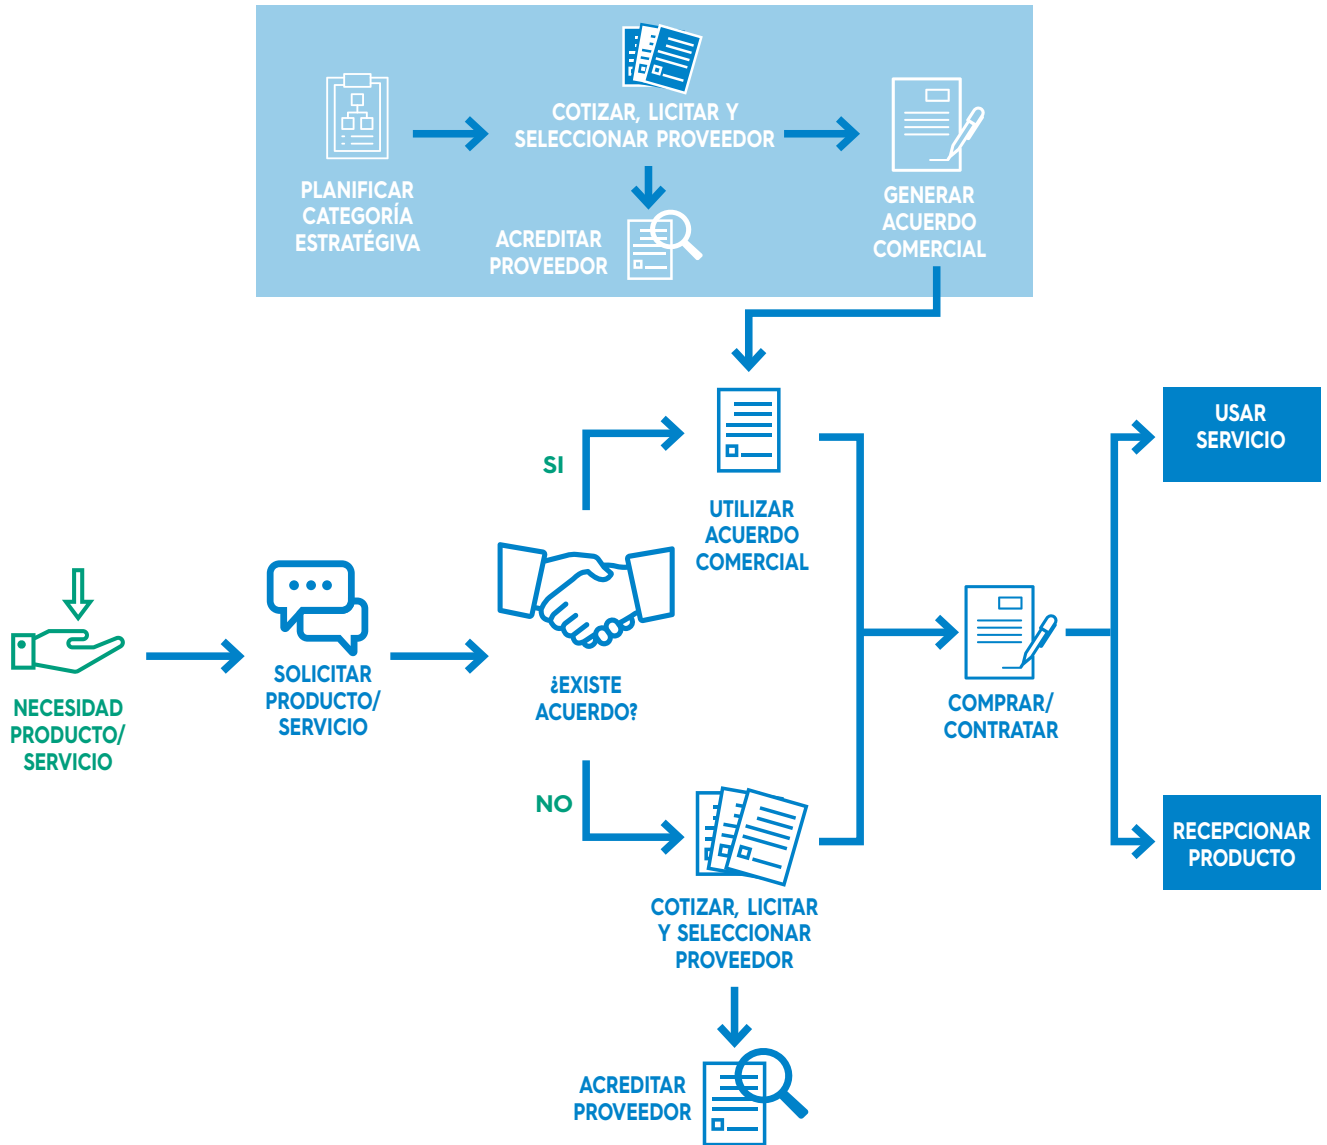 COTIZAR, LICITAR Y
SELECCIONAR PROVEEDOR
PLANIFICAR
CATEGORÍA
ESTRATÉGIVA
ACREDITAR
PROVEEDOR
GENERAR
ACUERDO
COMERCIAL
USAR
SERVICIO
SI
UTILIZAR
ACUERDO
COMERCIAL
NECESIDAD
PRODUCTO/
SERVICIO
SOLICITAR
PRODUCTO/
SERVICIO
¿EXISTE
ACUERDO?
COMPRAR/
CONTRATAR
NO
RECEPCIONAR
PRODUCTO
COTIZAR, LICITAR
Y SELECCIONAR
PROVEEDOR
ACREDITAR
PROVEEDOR